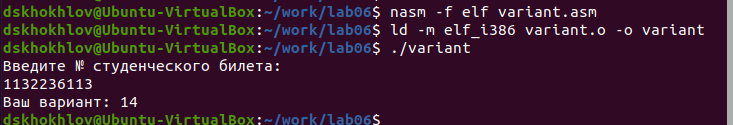 dskhokhlov@Ubuntu-VirtualBox:~/work/lab06$ nasm -f elf variant.asm
dskhokhlov@Ubuntu-VirtualBox:~/work/lab06$ ld -m elf_i386 variant.o -o variant
dskhokhlov@Ubuntu-VirtualBox:~/work/lab06$ ./variant
Введите № студенческого билета:
1132236113
Ваш вариант: 14
dskhokhlov@Ubuntu-VirtualBox:~/work/lab06$